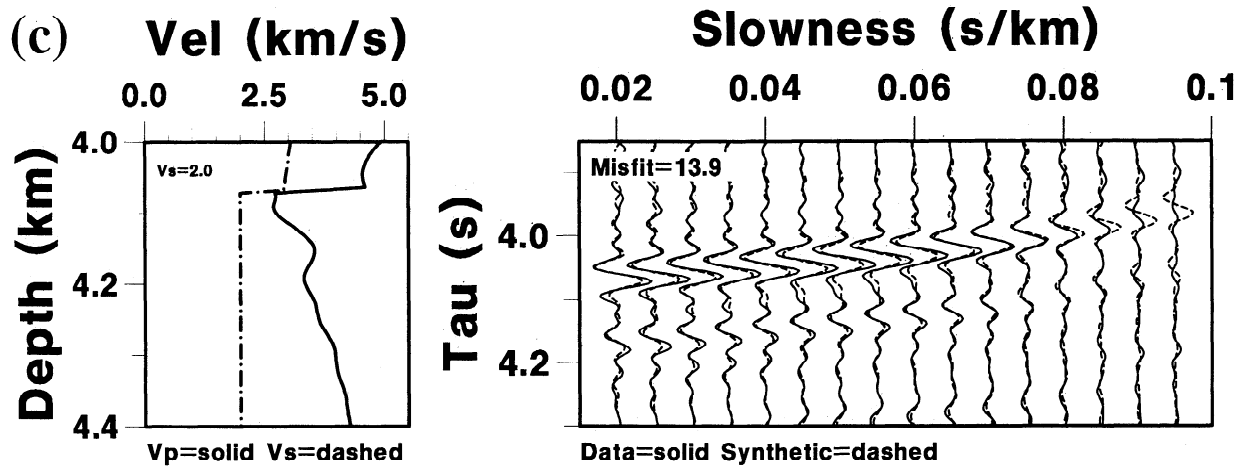 (c)
Vel (km/s)
0.0 2.5 5.0
Depth (km)
4.0
4.2
4.4
Vs=2.0
Vp=solid Vs=dashed
Slowness (s/km)
0.02 0.04 0.06 0.08 0.1
Tau (s)
4.0
4.2
Misfit=13.9
Data=solid Synthetic=dashed